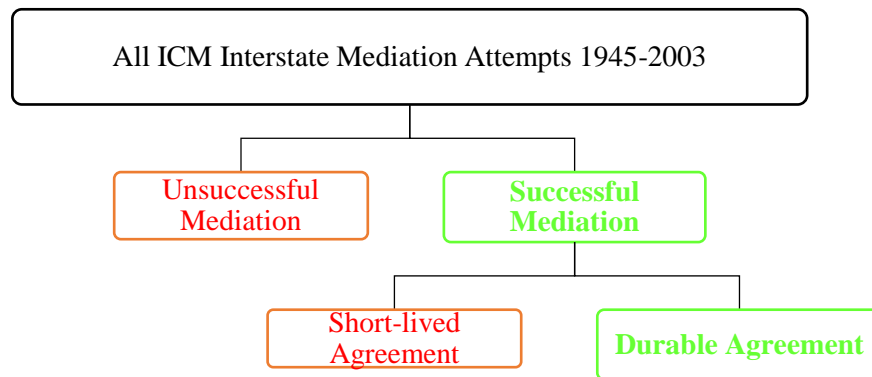 All ICM Interstate Mediation Attempts 1945-2003
Unsuccessful
Mediation
Successful
Mediation
Short-lived
Agreement
Durable Agreement